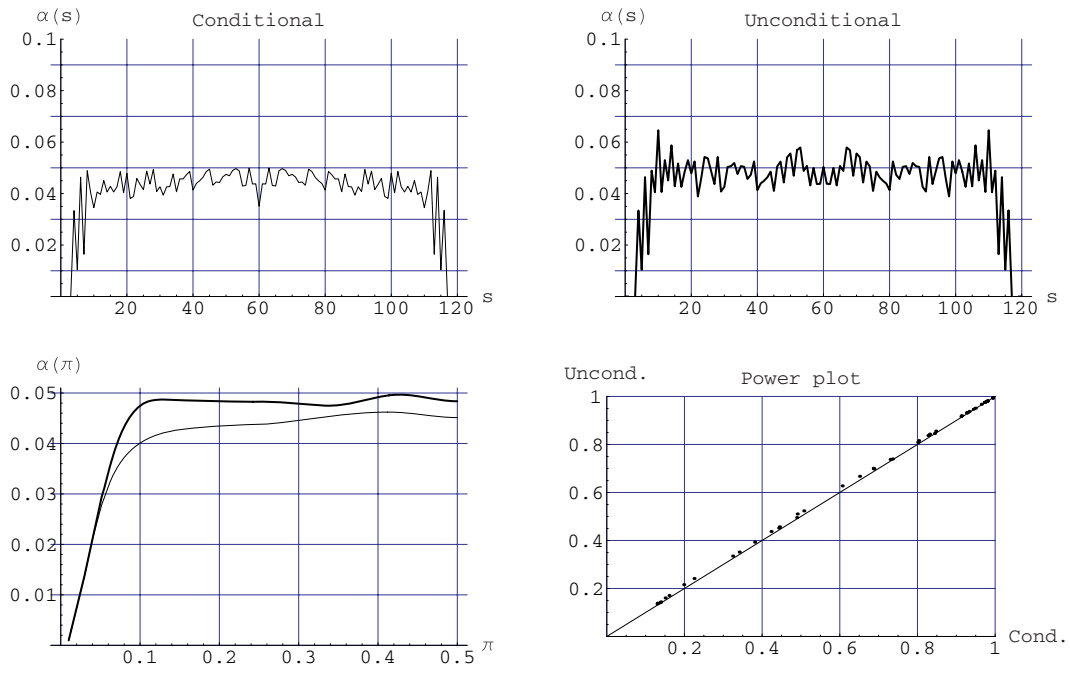 α(s)
Conditional
0.1
0.08
0.06
0.04
0.02
20 40 60 80 100 120 s
α(s)
Unconditional
0.1
0.08
0.06
0.04
0.02
20 40 60 80 100 120 s
α(π)
0.05
0.04
0.03
0.02
0.01
0.1 0.2 0.3 0.4 0.5 π
Uncond.
Power plot
1
0.8
0.6
0.4
0.2
0.2 0.4 0.6 0.8 1 Cond.